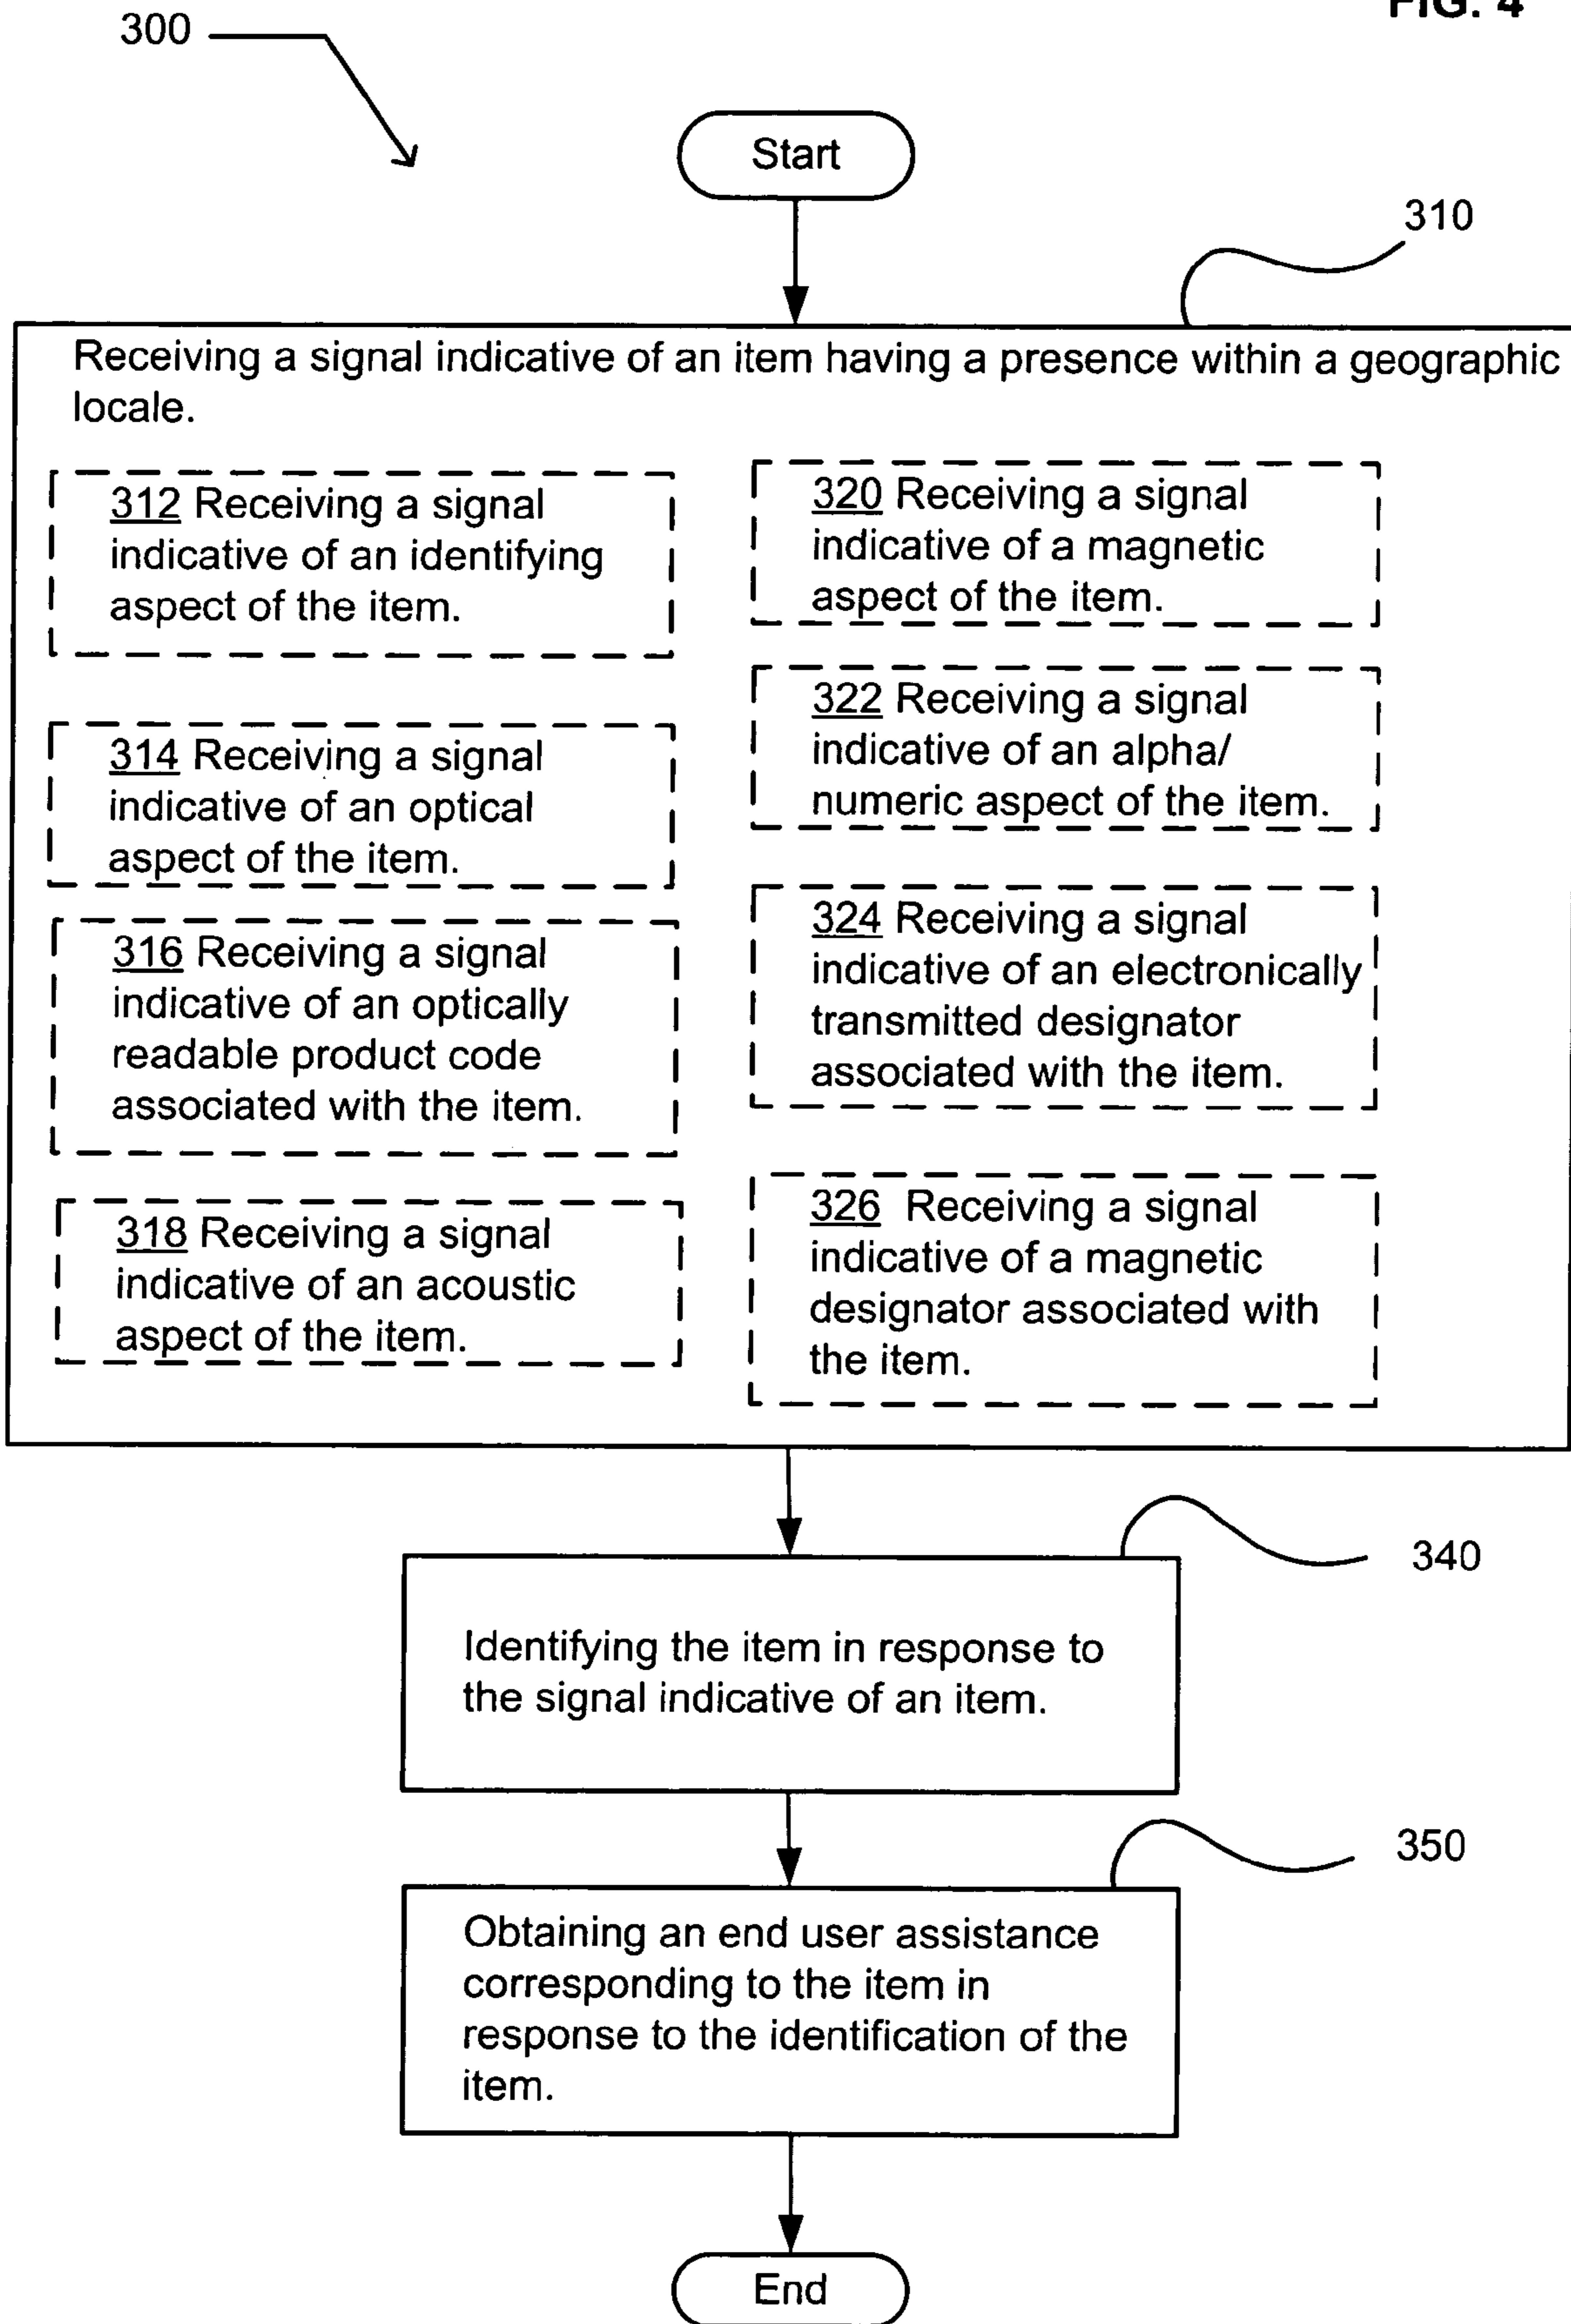 FIG. 4
300
Start
310
Receiving a signal indicative of an item having a presence within a geographic
locale.
312 Receiving a signal
indicative of an identifying
aspect of the item.
314 Receiving a signal
indicative of an optical
aspect of the item.
316 Receiving a signal
indicative of an optically
readable product code
associated with the item.
318 Receiving a signal
indicative of an acoustic
aspect of the item.
320 Receiving a signal
indicative of a magnetic
aspect of the item.
322 Receiving a signal
indicative of an alpha/
numeric aspect of the item.
324 Receiving a signal
indicative of an electronically
transmitted designator
associated with the item.
326 Receiving a signal
indicative of a magnetic
designator associated with
the item.
340
Identifying the item in response to
the signal indicative of an item.
350
Obtaining an end user assistance
corresponding to the item in
response to the identification of the
item.
End